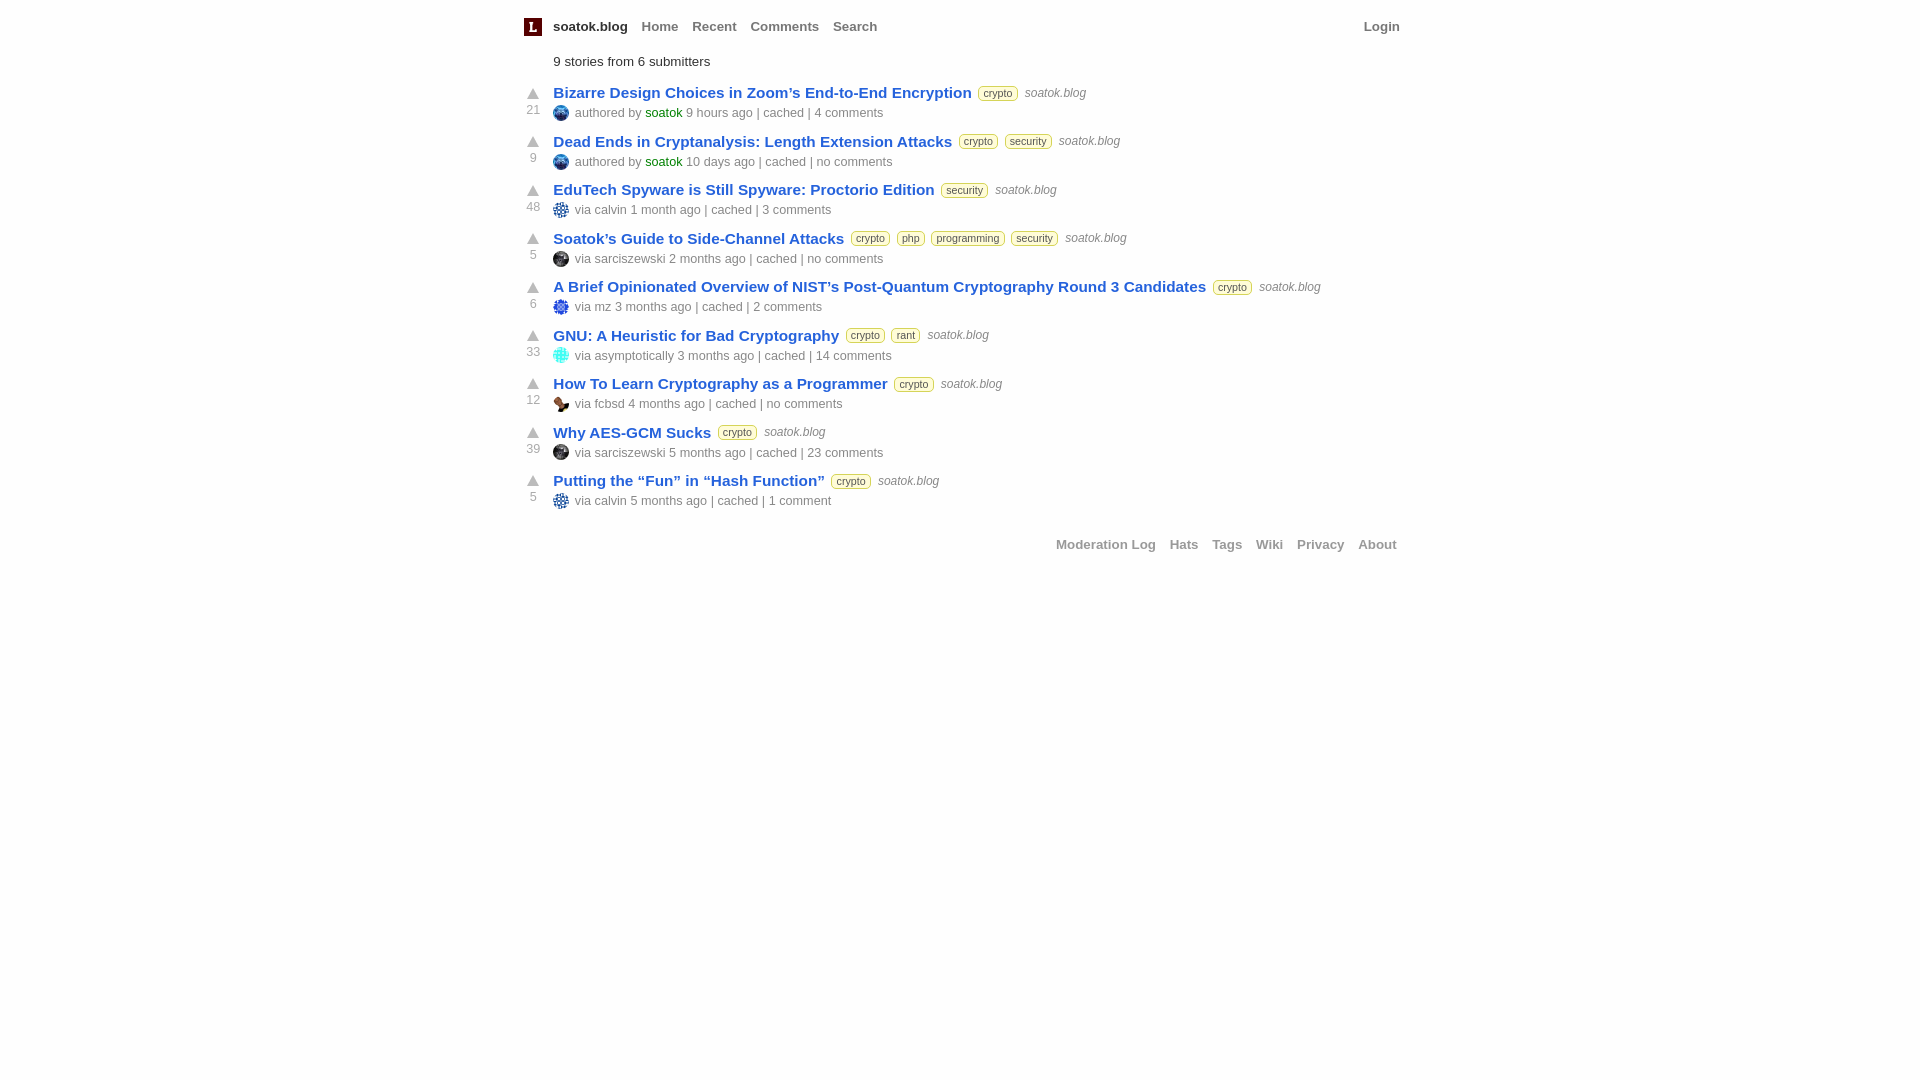 L soatok.blog Home Recent Comments Search Login
9 stories from 6 submitters
Bizarre Design Choices in Zoom’s End-to-End Encryption crypto soatok.blog
21 authored by soatok 9 hours ago | cached | 4 comments
Dead Ends in Cryptanalysis: Length Extension Attacks crypto security soatok.blog
9 authored by soatok 10 days ago | cached | no comments
EduTech Spyware is Still Spyware: Proctorio Edition security soatok.blog
48 via calvin 1 month ago | cached | 3 comments
Soatok’s Guide to Side-Channel Attacks crypto php programming security soatok.blog
5 via sarciszewski 2 months ago | cached | no comments
A Brief Opinionated Overview of NIST’s Post-Quantum Cryptography Round 3 Candidates crypto soatok.blog
6 via mz 3 months ago | cached | 2 comments
GNU: A Heuristic for Bad Cryptography crypto rant soatok.blog
33 via asymptotically 3 months ago | cached | 14 comments
How To Learn Cryptography as a Programmer crypto soatok.blog
12 via fcbsd 4 months ago | cached | no comments
Why AES-GCM Sucks crypto soatok.blog
39 via sarciszewski 5 months ago | cached | 23 comments
Putting the “Fun” in “Hash Function” crypto soatok.blog
5 via calvin 5 months ago | cached | 1 comment
Moderation Log Hats Tags Wiki Privacy About